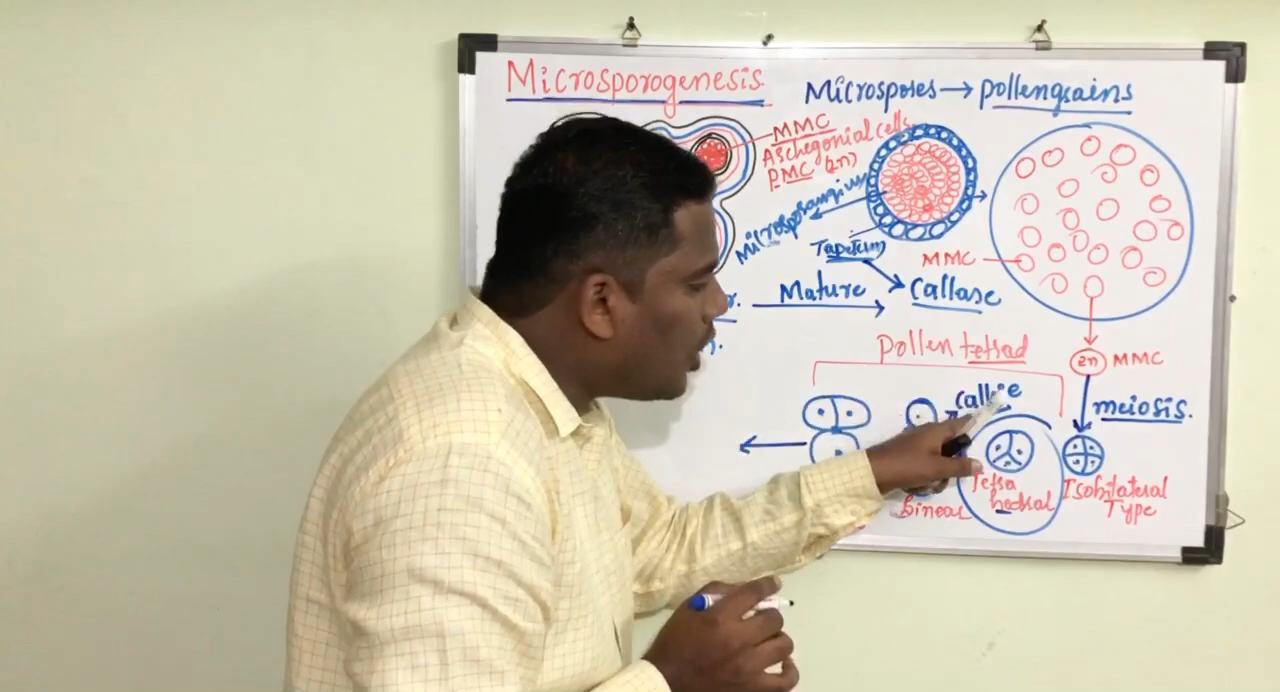 Microsporogenesis
Microspores → pollengrains
MMC
Archegonial cells
PMC (2n)
Microsporangium
Tapetum
MMC
Mature
Callase
pollen tetrad
2n MMC
meiosis.
Tetra
hedral
Isobilateral
Type
Linear